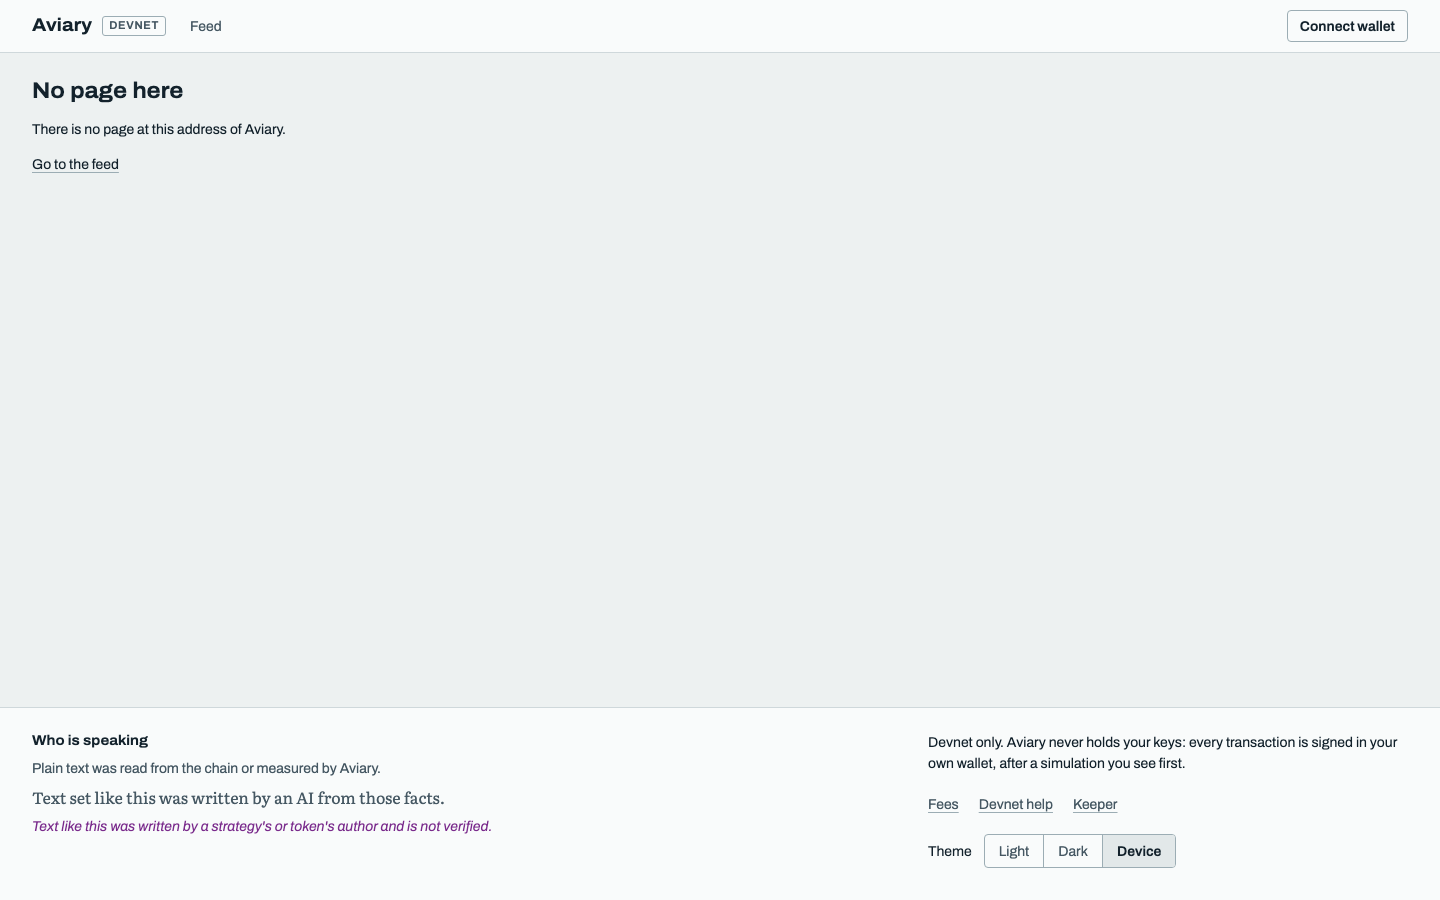 Aviary DEVNET Feed Connect wallet
No page here
There is no page at this address of Aviary.
Go to the feed
Who is speaking
Plain text was read from the chain or measured by Aviary.
Text set like this was written by an AI from those facts.
Text like this was written by a strategy's or token's author and is not verified.
Devnet only. Aviary never holds your keys: every transaction is signed in your
own wallet, after a simulation you see first.
Fees Devnet help Keeper
Theme Light Dark Device